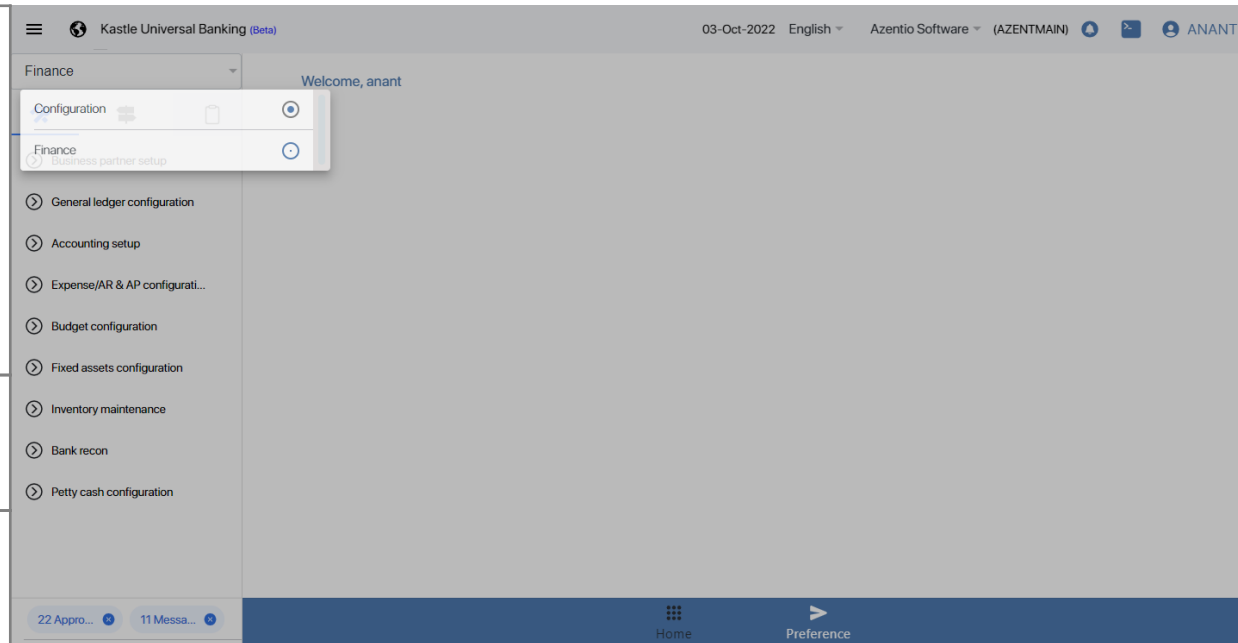 Kastle Universal Banking (Beta)
03-Oct-2022 English Azentio Software (AZENTMAIN) ANANT
Finance
Welcome, anant
Configuration
Finance
Business partner setup
General ledger configuration
Accounting setup
Expense/AR & AP configurati...
Budget configuration
Fixed assets configuration
Inventory maintenance
Bank recon
Petty cash configuration
22 Appro... 11 Messa...
Home Preference